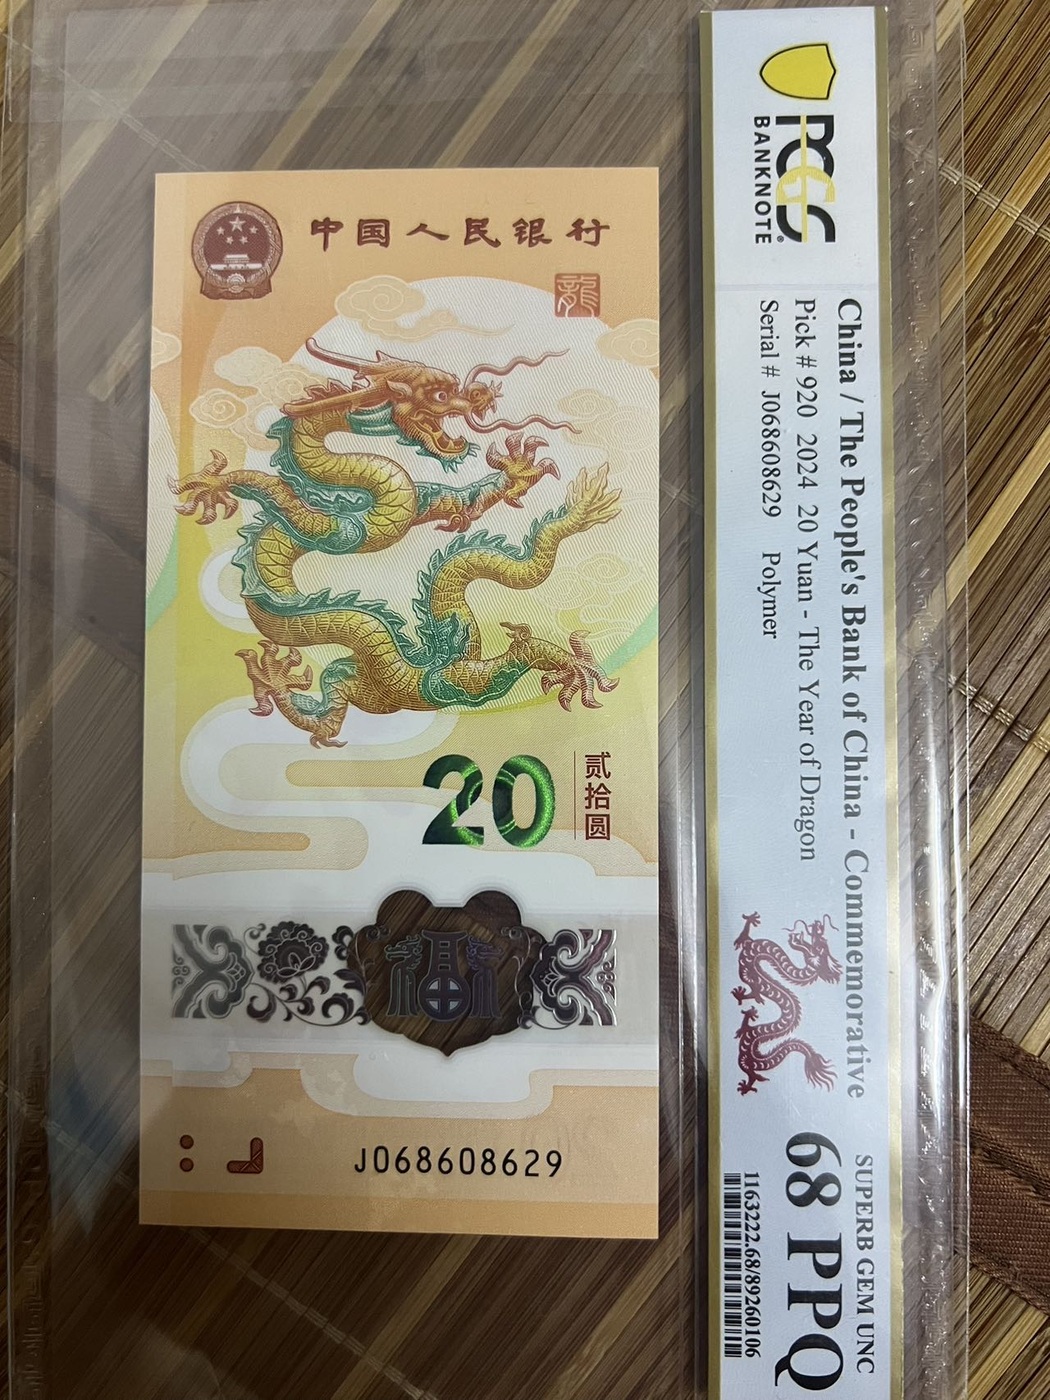 中国人民银行
龍
20
贰拾圆
福
J068608629
PCGS
BANKNOTE
China / The People's Bank of China - Commemorative
Pick # 920 2024 20 Yuan - The Year of Dragon
Serial # J068608629 Polymer
SUPERB GEM UNC
68 PPQ
1163222.68/89260106